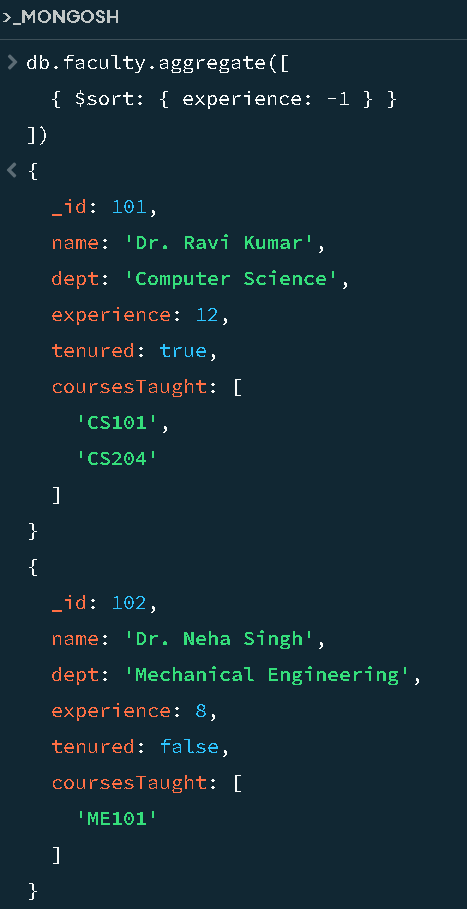 >_MONGOSH
> db.faculty.aggregate([
{ $sort: { experience: -1 } }
])
< {
_id: 101,
name: 'Dr. Ravi Kumar',
dept: 'Computer Science',
experience: 12,
tenured: true,
coursesTaught: [
'CS101',
'CS204'
]
}
{
_id: 102,
name: 'Dr. Neha Singh',
dept: 'Mechanical Engineering',
experience: 8,
tenured: false,
coursesTaught: [
'ME101'
]
}